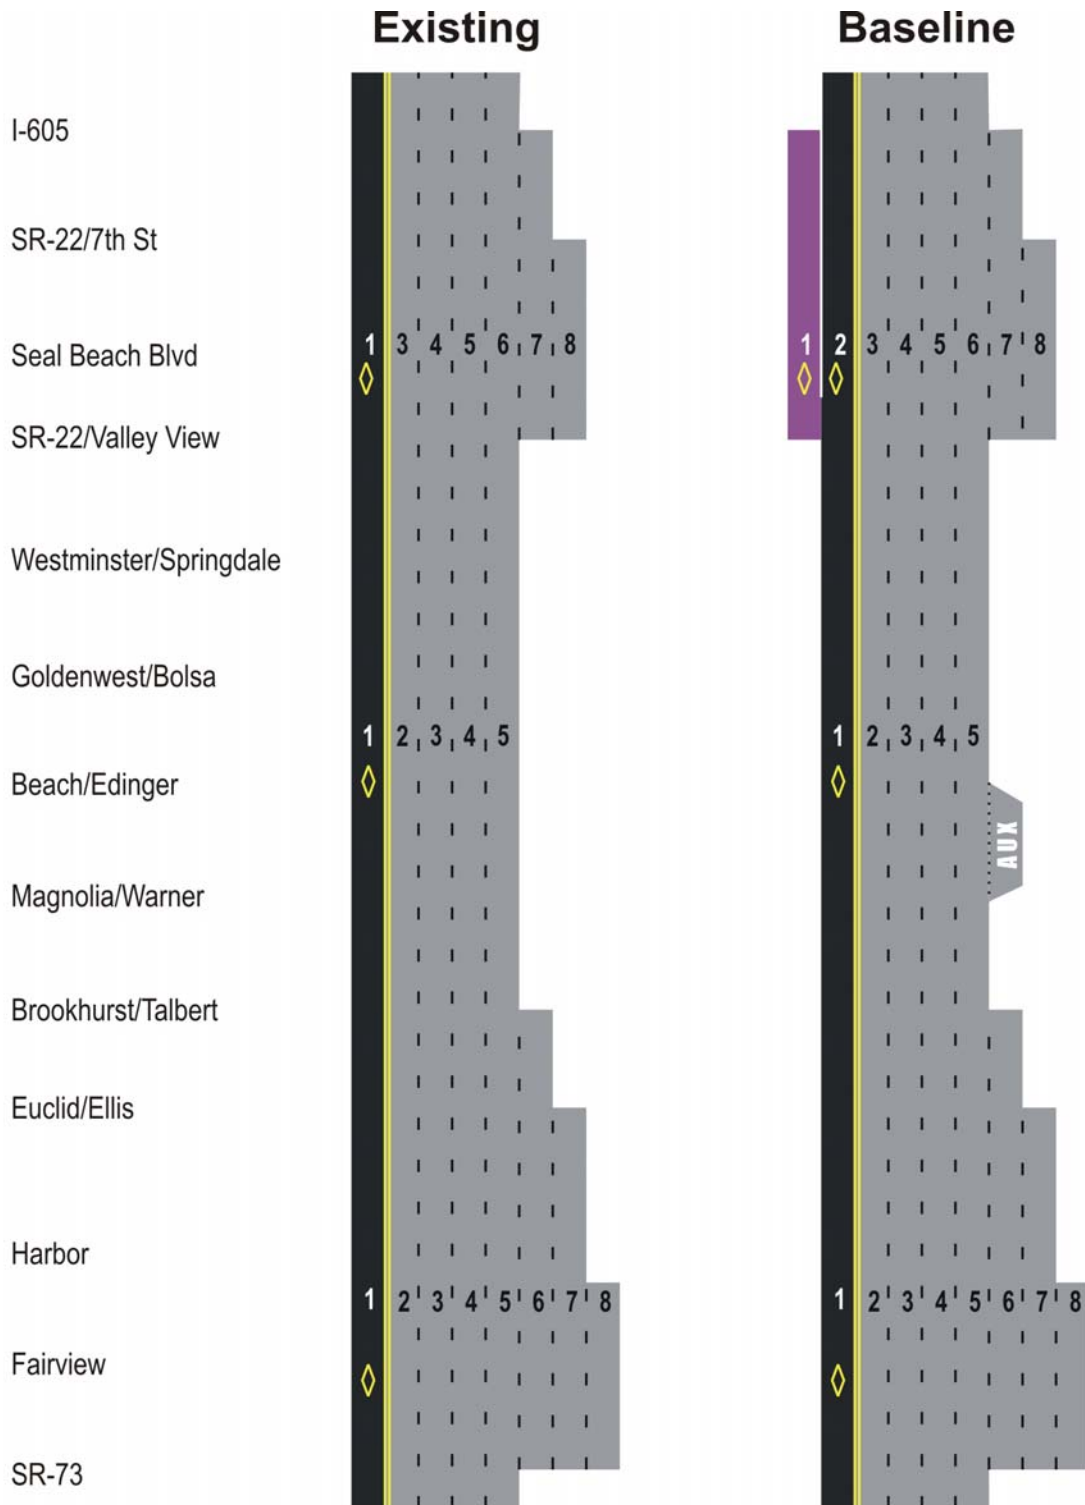 Existing Baseline
I-605
SR-22/7th St
1 3 4 5 6 7 8 1 2 3 4 5 6 7 8
Seal Beach Blvd
SR-22/Valley View
Westminster/Springdale
Goldenwest/Bolsa
1 2 3 4 5 1 2 3 4 5
Beach/Edinger
AUX
Magnolia/Warner
Brookhurst/Talbert
Euclid/Ellis
Harbor
1 2 3 4 5 6 7 8 1 2 3 4 5 6 7 8
Fairview
SR-73